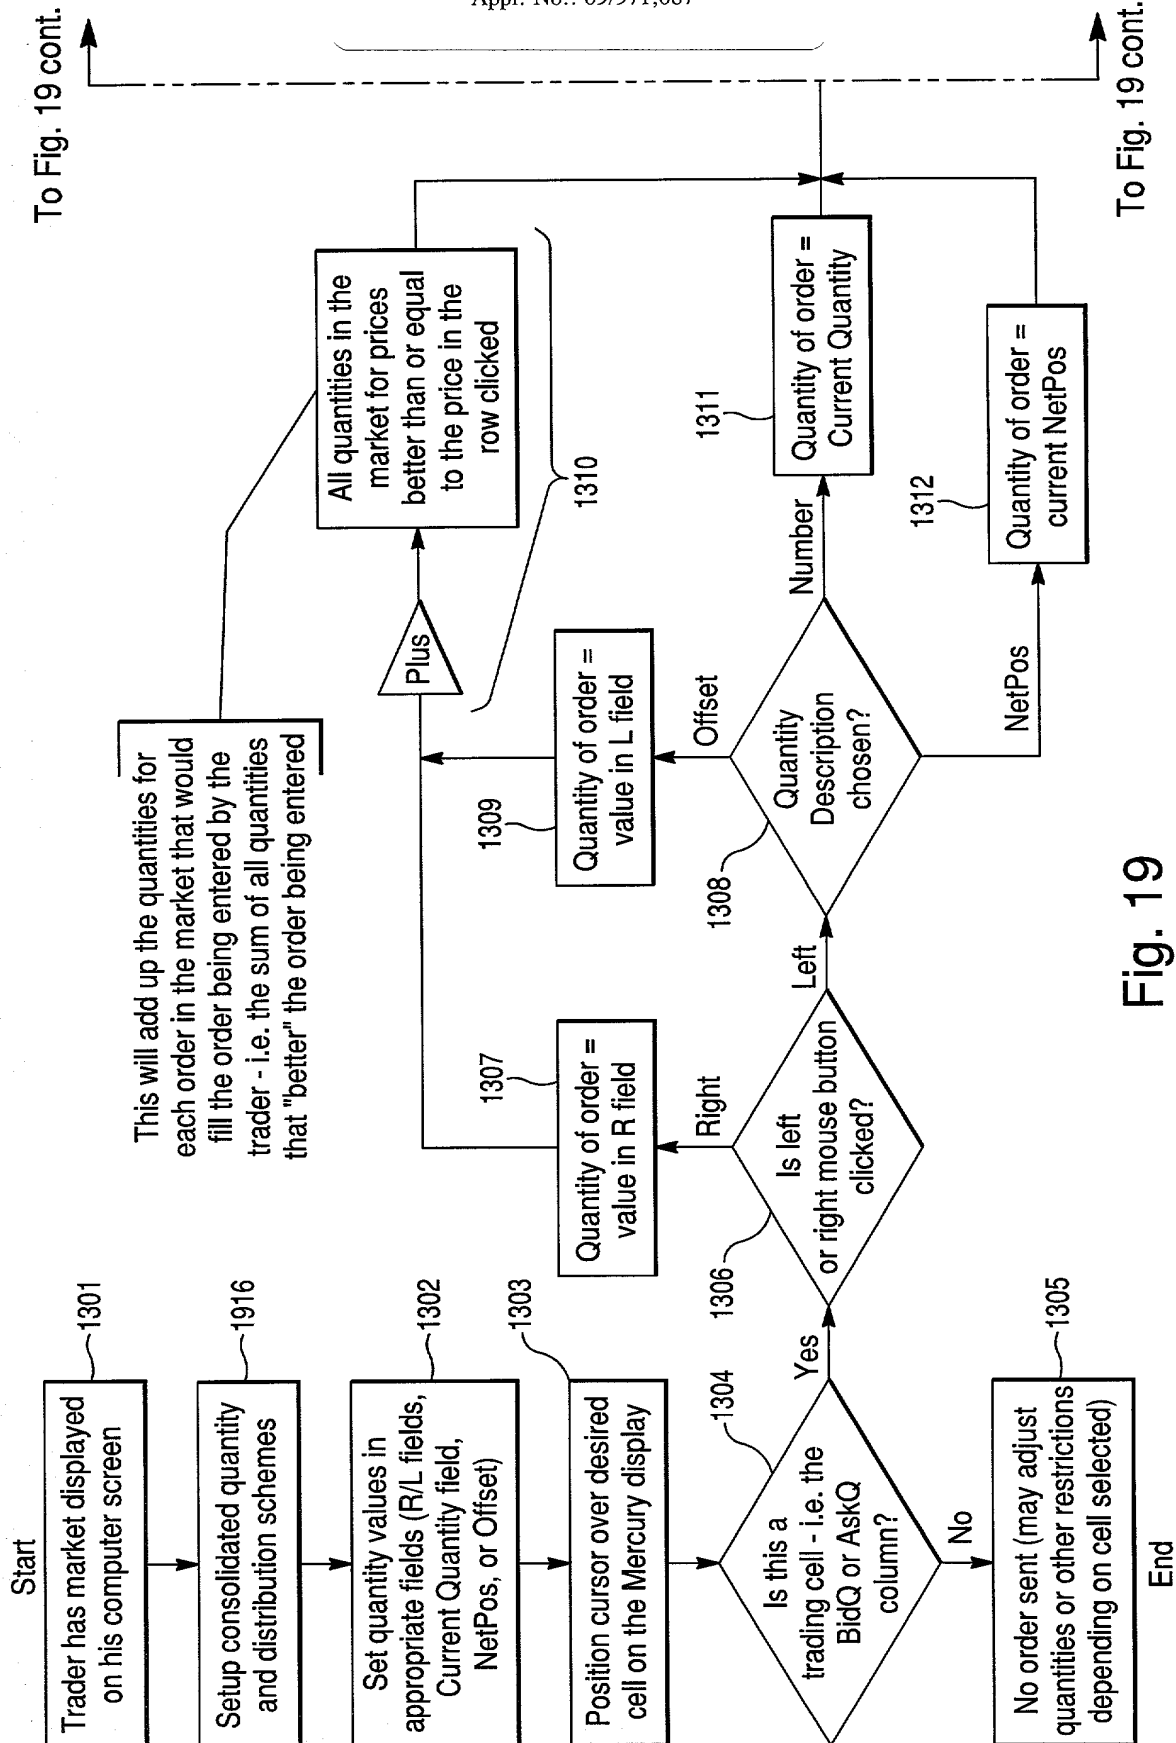 Appl. No.: 09/971,087
Start
Trader has market displayed
on his computer screen
1301
Setup consolidated quantity
and distribution schemes
1916
Set quantity values in
appropriate fields (R/L fields,
Current Quantity field,
NetPos, or Offset)
1302
Position cursor over desired
cell on the Mercury display
1303
Is this a
trading cell - i.e. the
BidQ or AskQ
column?
1304
No
No order sent (may adjust
quantities or other restrictions
depending on cell selected)
1305
End
Yes
Is left
or right mouse button
clicked?
1306
Right
Quantity of order =
value in R field
1307
Left
Quantity
Description
chosen?
1308
Offset
Quantity of order =
value in L field
1309
Plus
All quantities in the
market for prices
better than or equal
to the price in the
row clicked
1310
This will add up the quantities for
each order in the market that would
fill the order being entered by the
trader - i.e. the sum of all quantities
that "better" the order being entered
Number
Quantity of order =
Current Quantity
1311
NetPos
Quantity of order =
current NetPos
1312
To Fig. 19 cont.
To Fig. 19 cont.
Fig. 19